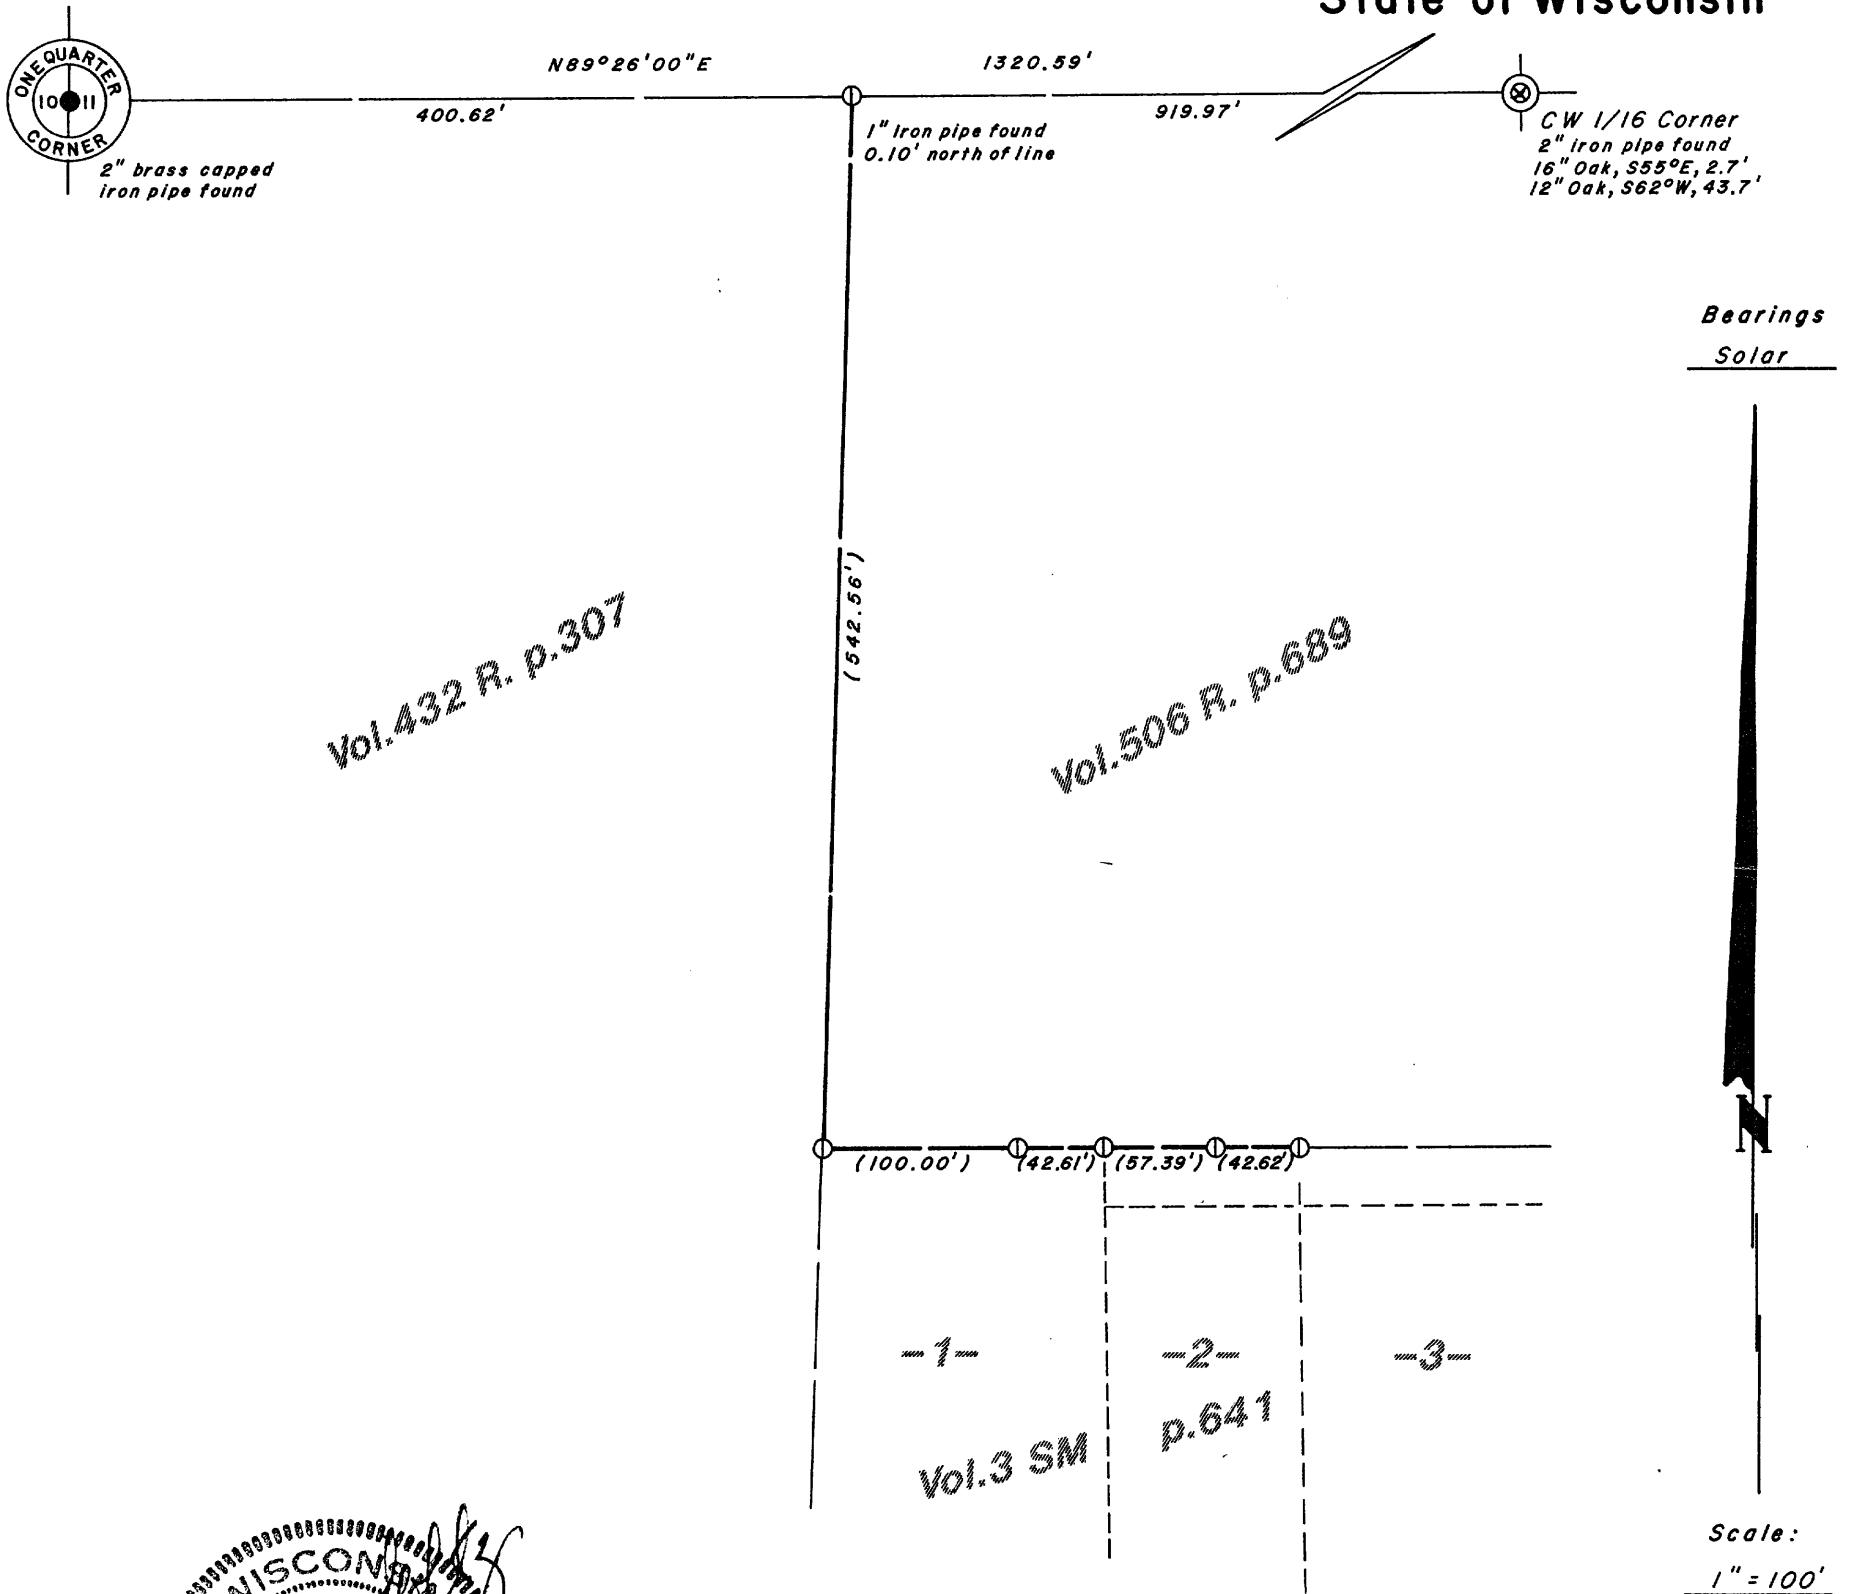 State of Wisconsin
ONE QUARTER
10 11
CORNER
2" brass capped
iron pipe found
N89°26'00"E
1320.59'
400.62'
919.97'
1" Iron pipe found
0.10' north of line
CW 1/16 Corner
2" iron pipe found
16" Oak, S55°E, 2.7'
12" Oak, S62°W, 43.7'
Bearings
Solar
(542.56')
Vol.432 R. p.307
Vol.506 R. p.689
N
(100.00')
(42.61')
(57.39')
(42.62')
-1-
-2-
-3-
Vol.3 SM
p.641
WISCONS
Scale:
1" = 100'